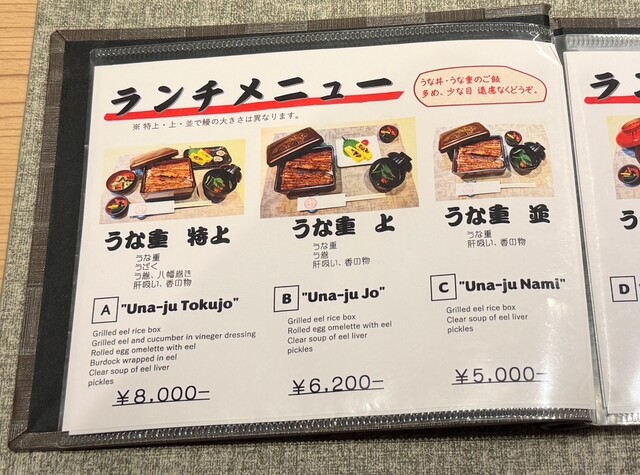 ランチメニュー
うな丼・うな重のご飯
多め、少な目 遠慮なくどうぞ。
※ 特上・上・並で鰻の大きさは異なります。
うな重 特上
うな重
うざく
う巻、八幡巻き
肝吸い、香の物
A "Una-ju Tokujo"
Grilled eel rice box
Grilled eel and cucumber in vineger dressing
Rolled egg omelette with eel
Burdock wrapped in eel
Clear soup of eel liver
pickles
¥8,000-
うな重 上
うな重
う巻
肝吸い、香の物
B "Una-ju Jo"
Grilled eel rice box
Rolled egg omelette with eel
Clear soup of eel liver
pickles
¥6,200-
うな重 並
うな重
肝吸い、香の物
C "Una-ju Nami"
Grilled eel rice box
Clear soup of eel liver
pickles
¥5,000-
ラン
D